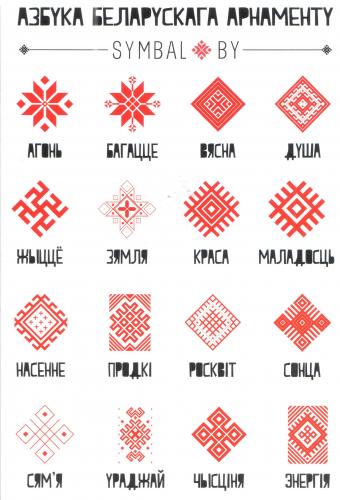 АЗБУКА БЕЛАРУСКАГА АРНАМЕНТУ
SYMBAL BY
АГОНЬ БАГАЦЦЕ ВЯСНА ДУША
ЖЫЦЦЁ ЗЯМЛЯ КРАСА МАЛАДОСЦЬ
НАСЕННЕ ПРОДКІ РОСКВІТ СОНЦА
СЯМ'Я ЎРАДЖАЙ ЧЫСЦІНЯ ЭНЕРГІЯ